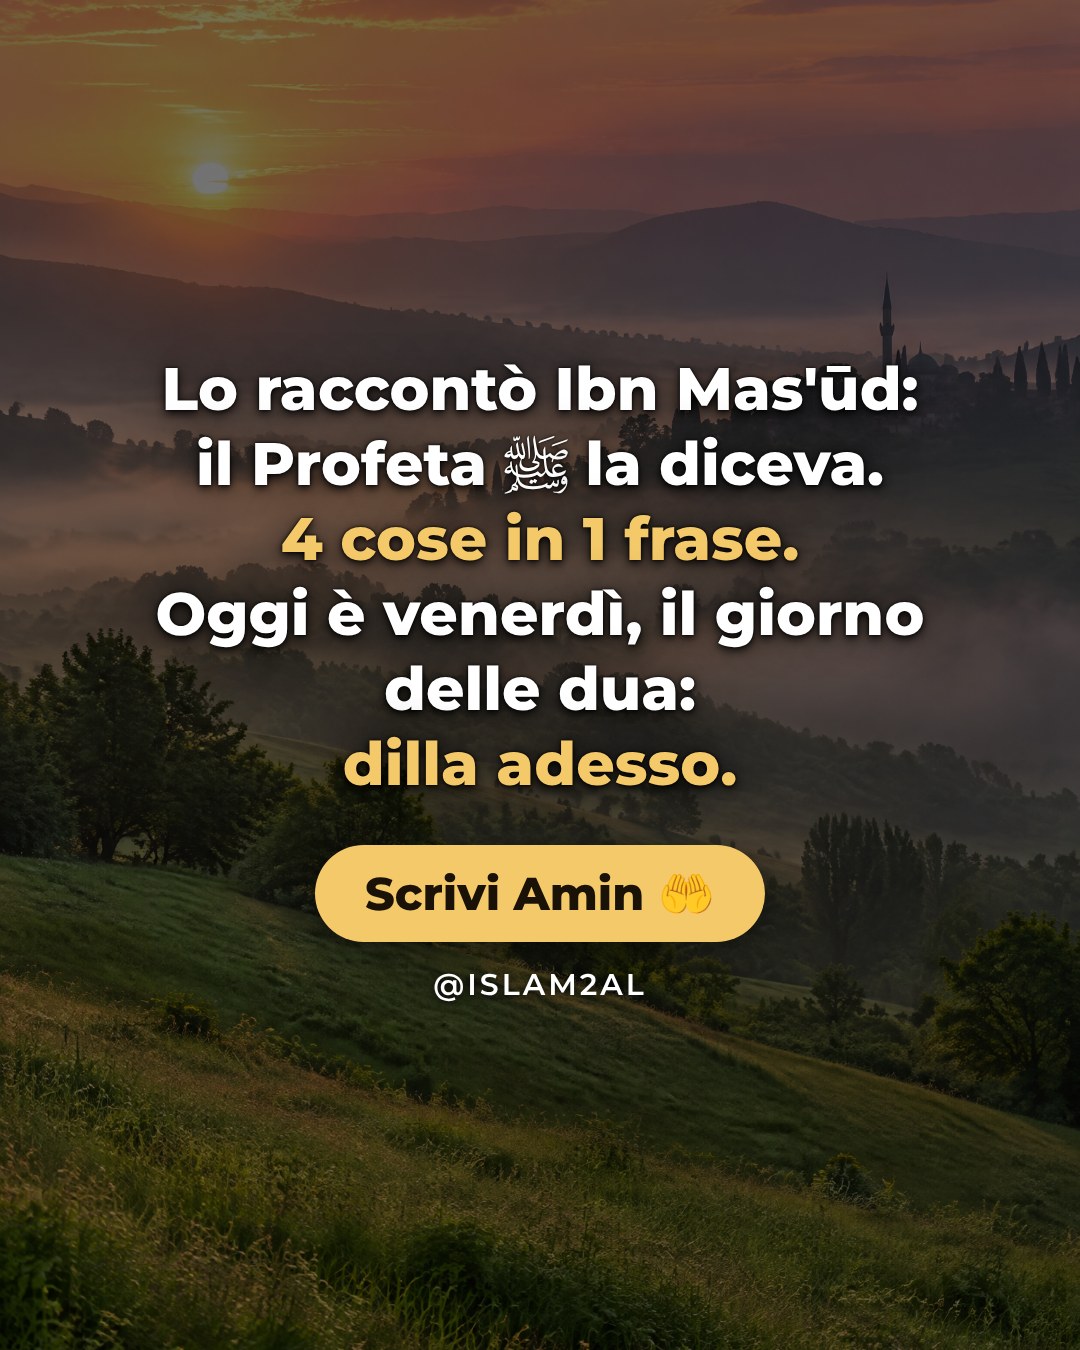 Lo raccontò Ibn Mas'ūd:
il Profeta ﷺ la diceva.
4 cose in 1 frase.
Oggi è venerdì, il giorno
delle dua:
dilla adesso.
Scrivi Amin 🤲
@ISLAM2AL